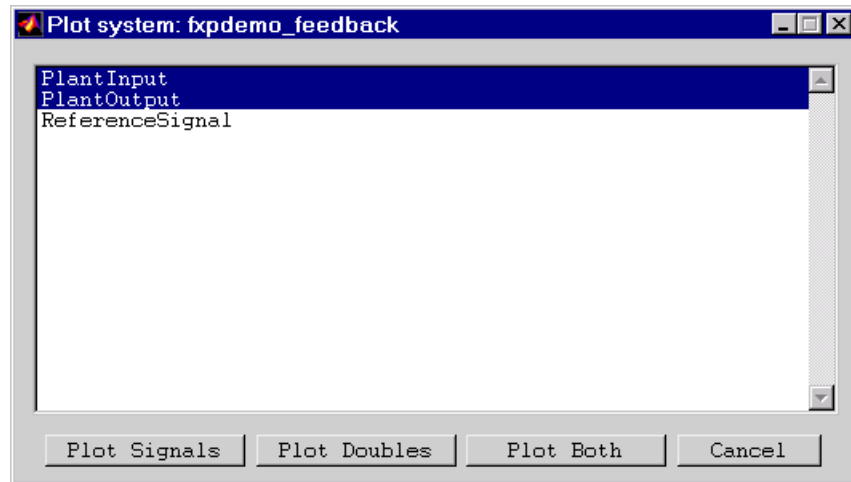 Plot system: fxpdemo_feedback
PlantInput
PlantOutput
ReferenceSignal
Plot Signals Plot Doubles Plot Both Cancel